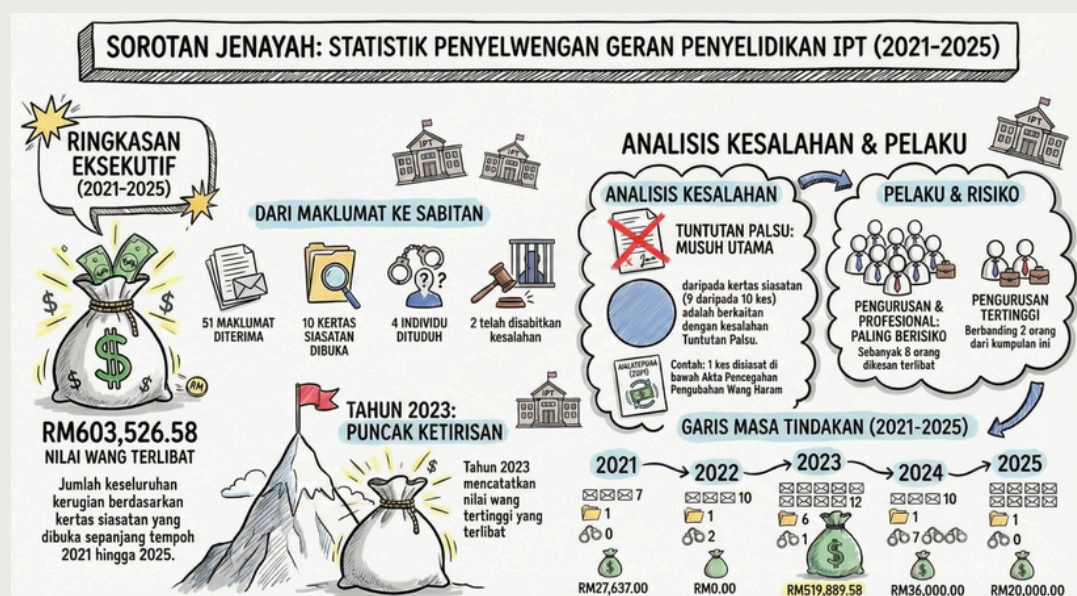 SOROTAN JENAYAH: STATISTIK PENYELWENGAN GERAN PENYELIDIKAN IPT (2021-2025)
RINGKASAN
EKSEKUTIF
(2021-2025)
IPT
IPT
DARI MAKLUMAT KE SABITAN
51 MAKLUMAT
DITERIMA
10 KERTAS
SIASATAN
DIBUKA
4 INDIVIDU
DITUDUH
2 telah disabitkan
kesalahan
RM
RM603,526.58
NILAI WANG TERLIBAT
Jumlah keseluruhan
kerugian berdasarkan
kertas siasatan yang
dibuka sepanjang tempoh
2021 hingga 2025.
TAHUN 2023:
PUNCAK KETIRISAN
IPT
Tahun 2023
mencatatkan
nilai wang
tertinggi yang
terlibat
ANALISIS KESALAHAN & PELAKU
IPT
ANALISIS KESALAHAN
TUNTUTAN PALSU:
MUSUH UTAMA
daripada kertas siasatan
(9 daripada 10 kes)
adalah berkaitan
dengan kesalahan
Tuntutan Palsu.
Contoh: 1 kes disiasat di
bawah Akta Pencegahan
Pengubahan Wang Haram
PELAKU & RISIKO
PENGURUSAN &
PROFESIONAL:
PALING BERISIKO
Sebanyak 8 orang
dikesan terlibat
PENGURUSAN
TERTINGGI
Berbanding 2 orang
dari kumpulan ini
GARIS MASA TINDAKAN (2021-2025)
2021
7
1
0
RM27,637.00
2022
10
1
2
RM0.00
2023
12
6
1
RM519,889.58
2024
10
1
7
RM36,000.00
2025
1
0
RM20,000.00